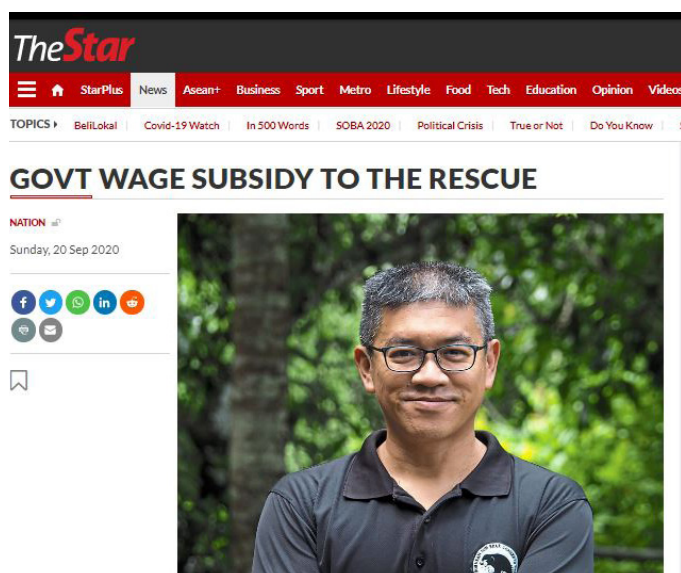 TheStar
StarPlus News Asean+ Business Sport Metro Lifestyle Food Tech Education Opinion Videos
TOPICS BeliLokal Covid-19 Watch In 500 Words SOBA 2020 Political Crisis True or Not Do You Know
GOVT WAGE SUBSIDY TO THE RESCUE
NATION
Sunday, 20 Sep 2020